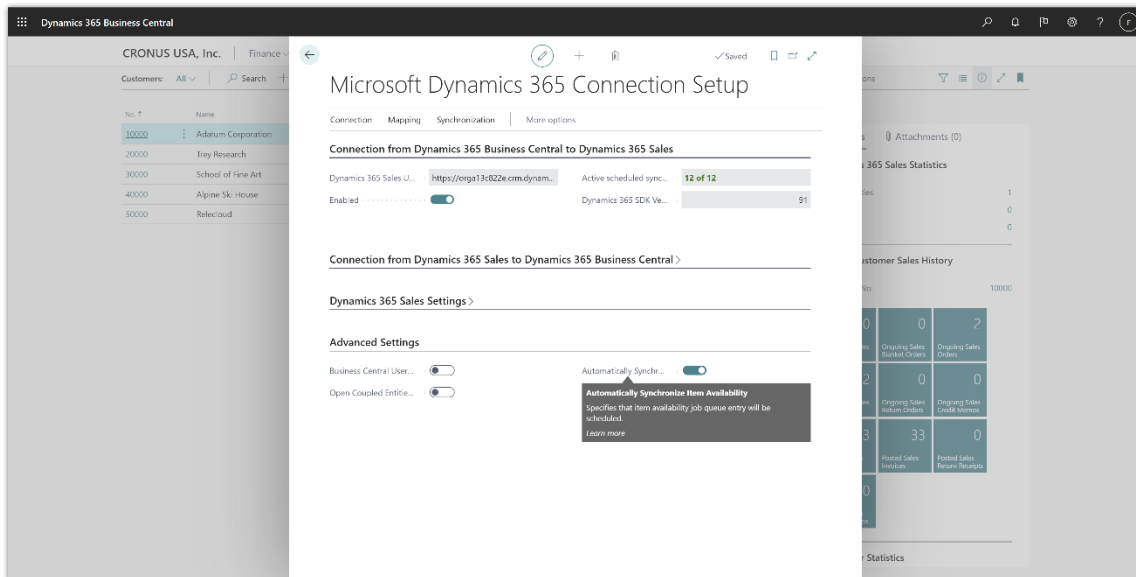 Dynamics 365 Business Central
?
r
CRONUS USA, Inc. Finance
Saved
Customers: All Search
Microsoft Dynamics 365 Connection Setup
No. ↑ Name
Connection Mapping Synchronization More options
10000 Adatum Corporation
20000 Trey Research
30000 School of Fine Art
40000 Alpine Ski House
50000 Relecloud
Connection from Dynamics 365 Business Central to Dynamics 365 Sales
Dynamics 365 Sales U... https://orga13c822e.crm.dynam... Active scheduled sync... 12 of 12
Enabled Dynamics 365 SDK Ve... 91
Connection from Dynamics 365 Sales to Dynamics 365 Business Central
Dynamics 365 Sales Settings
Advanced Settings
Business Central User... Automatically Synchr...
Open Coupled Entitie...
Automatically Synchronize Item Availability
Specifies that item availability job queue entry will be
scheduled.
Learn more
Attachments (0)
365 Sales Statistics
1
0
0
ustomer Sales History
No. 10000
0 0 2
Ongoing Sales Ongoing Sales
Blanket Orders Orders
2 0 0
Ongoing Sales Ongoing Sales
Return Orders Credit Memos
3 33 0
Posted Sales Posted Sales
Invoices Return Receipts
0
r Statistics